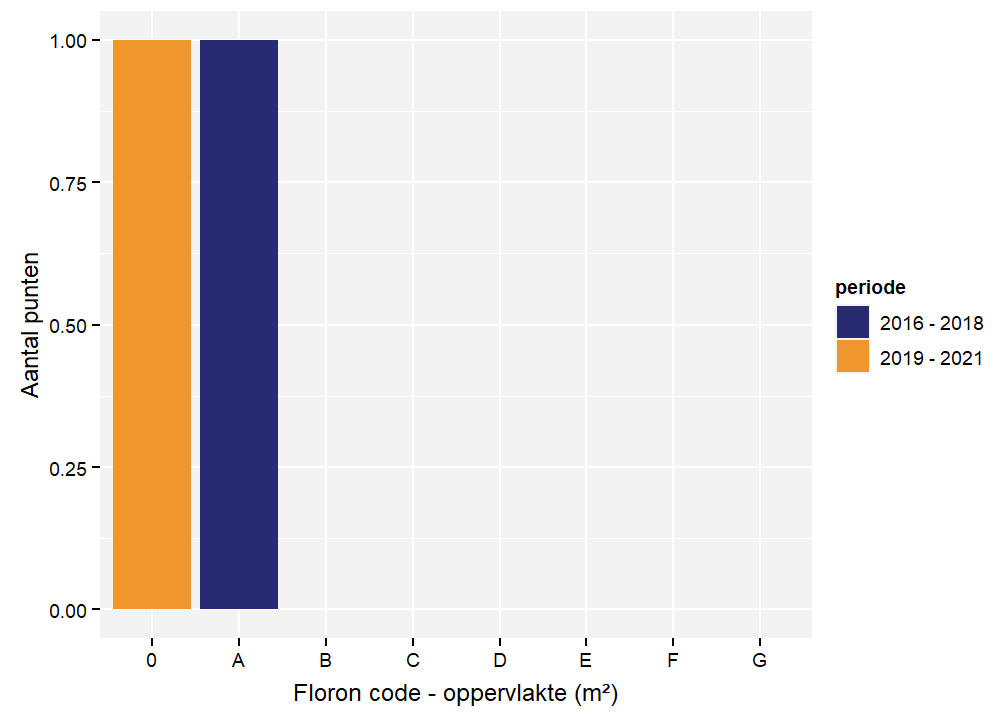 1.00
0.75
0.50
0.25
0.00
Aantal punten
0 A B C D E F G
Floron code - oppervlakte (m²)
periode
2016 - 2018
2019 - 2021